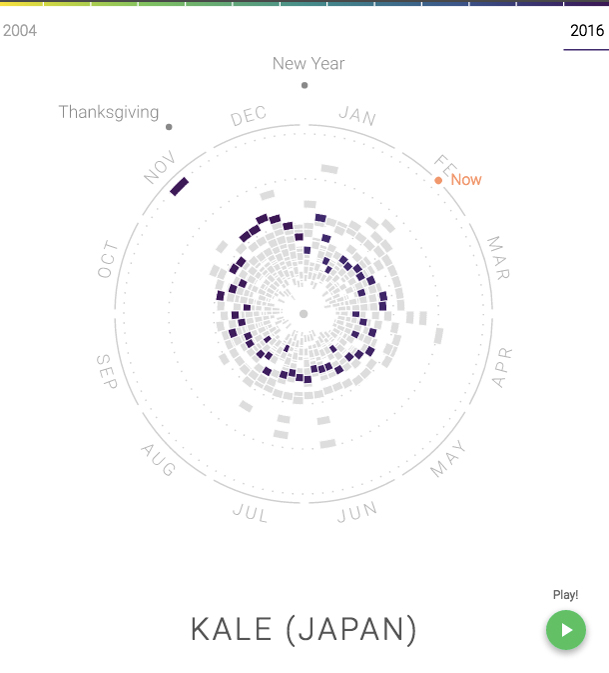 2004
2016
New Year
Thanksgiving
DEC
JAN
NOV
FE
Now
OCT
MAR
SEP
APR
AUG
MAY
JUL
JUN
Play!
KALE (JAPAN)